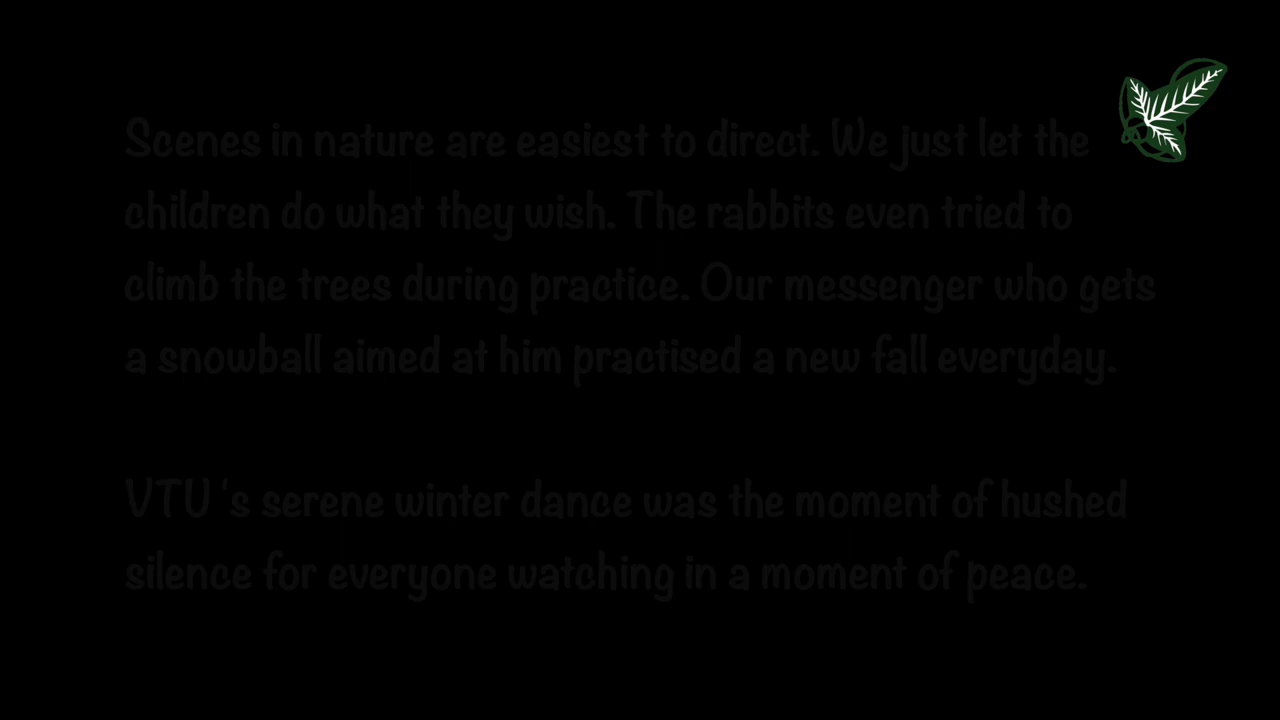 Scenes in nature are easiest to direct. We just let the
children do what they wish. The rabbits even tried to
climb the trees during practice. Our messenger who gets
a snowball aimed at him practised a new fall everyday.
VTU 's serene winter dance was the moment of hushed
silence for everyone watching in a moment of peace.